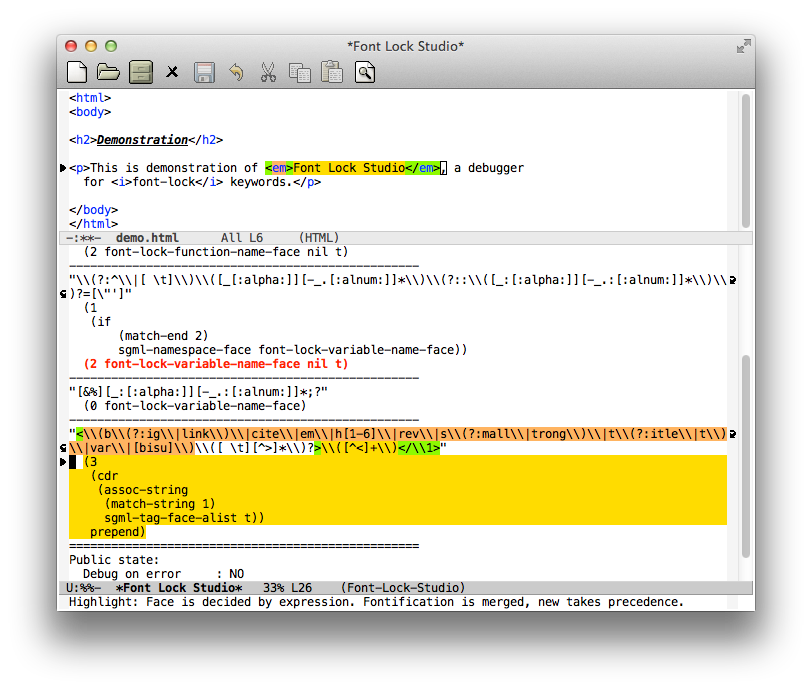 *Font Lock Studio*
<html>
<body>
<h2>Demonstration</h2>
<p>This is demonstration of <em>Font Lock Studio</em>, a debugger
for <i>font-lock</i> keywords.</p>
</body>
</html>
-:**-  demo.html      All L6     (HTML)
(2 font-lock-function-name-face nil t)
==================================================
"\\(?:^\\|[ \t]\\)\\([_[:alpha:]][-_.[:alnum:]]*\\)\\(?::\\([_:[:alpha:]][-_.:[:alnum:]]*\\)\\
)?=[\"']"
(1
(if
(match-end 2)
sgml-namespace-face font-lock-variable-name-face))
(2 font-lock-variable-name-face nil t)
==================================================
"[&%][_:[:alpha:]][-_.:[:alnum:]]*;?"
(0 font-lock-variable-name-face)
==================================================
"<\\(b\\(?:ig\\|link\\)\\|cite\\|em\\|h[1-6]\\|rev\\|s\\(?:mall\\|trong\\)\\|t\\(?:itle\\|t\\)
\\|var\\|[bisu]\\)\\([ \t][^>]*\\)?>\\([^<]+\\)</\\1>"
(3
(cdr
(assoc-string
(match-string 1)
sgml-tag-face-alist t))
prepend)
==================================================
Public state:
Debug on error     : NO
U:%%-  *Font Lock Studio*   33% L26    (Font-Lock-Studio)
Highlight: Face is decided by expression. Fontification is merged, new takes precedence.